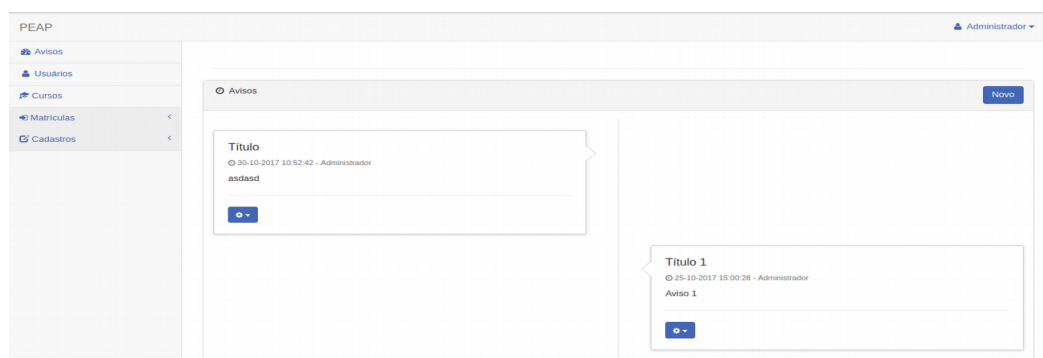 PEAP
Administrador
Avisos
Usuários
Cursos
Matrículas
Cadastros
Avisos
Novo
Título
30-10-2017 10:52:42 - Administrador
asdasd
Título 1
25-10-2017 15:00:28 - Administrador
Aviso 1